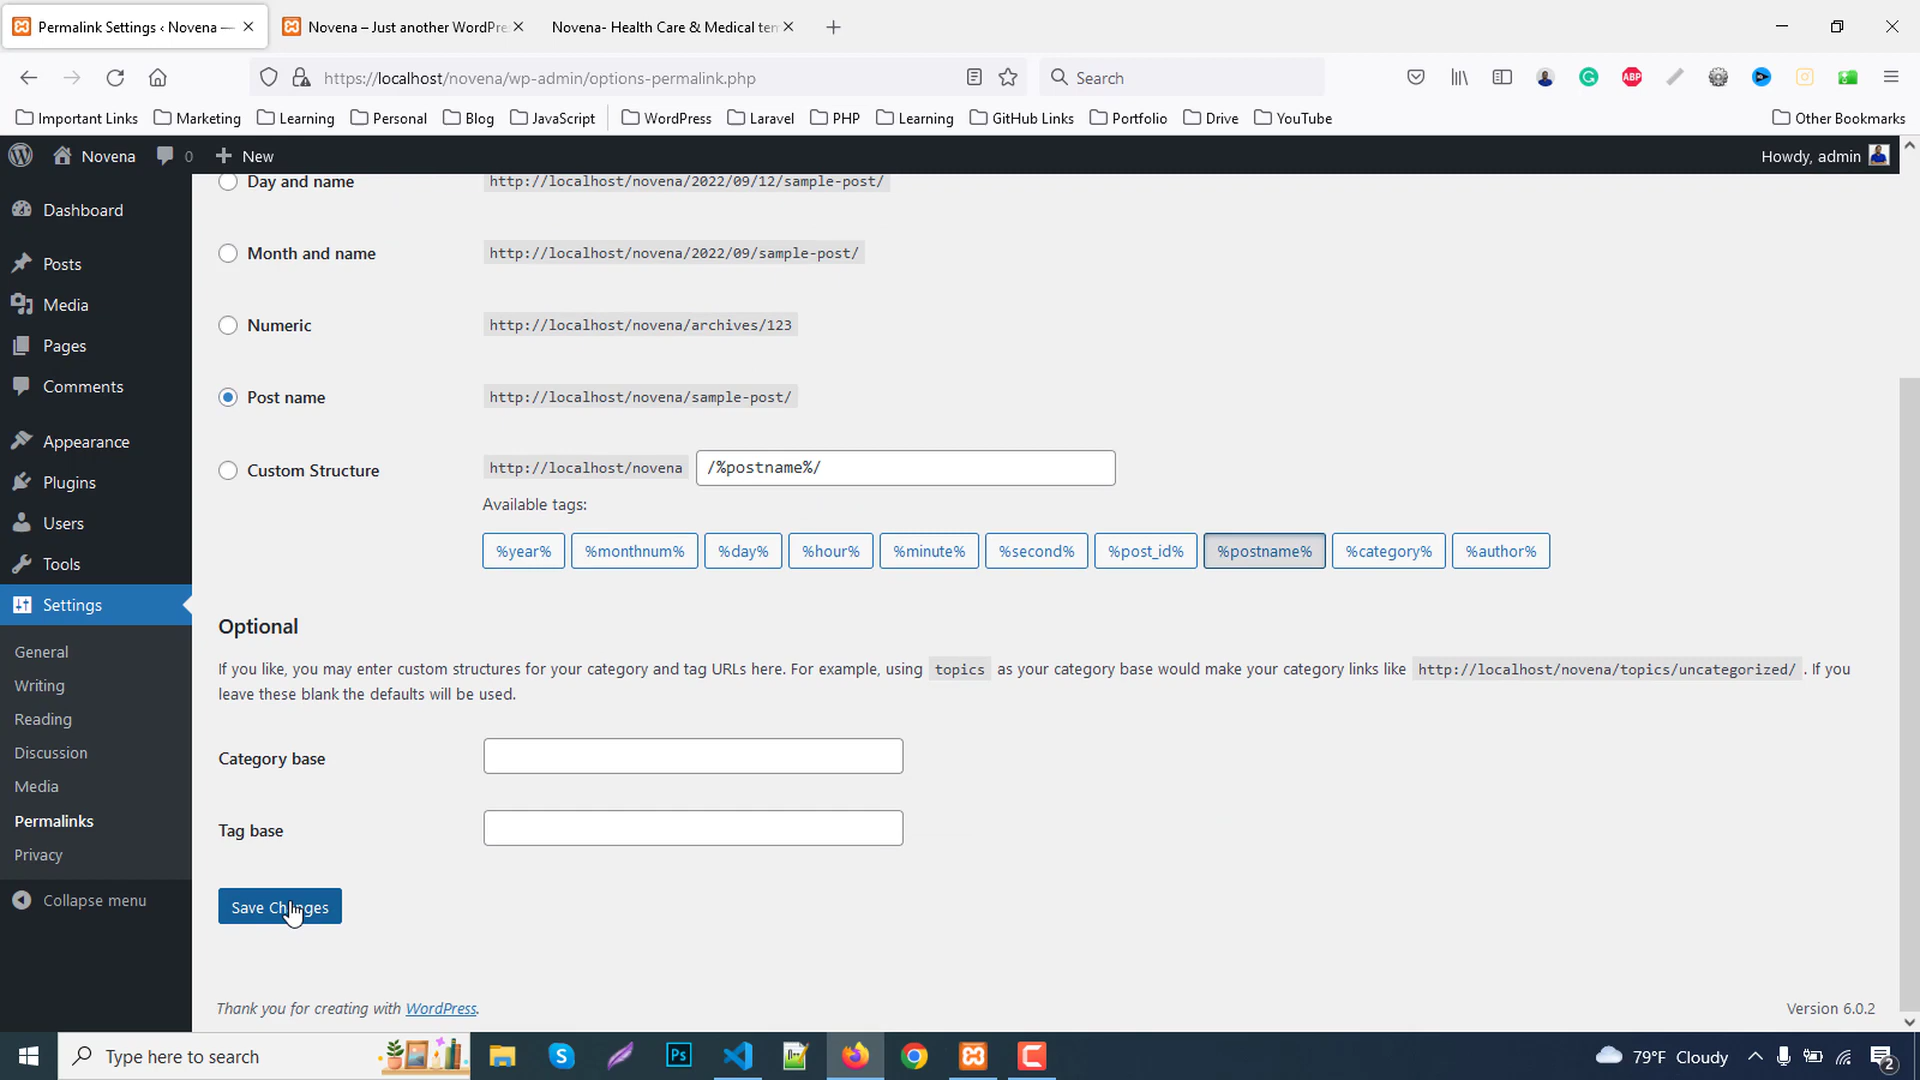 Permalink Settings ‹ Novena —
Novena – Just another WordPre
Novena- Health Care & Medical tem
https://localhost/novena/wp-admin/options-permalink.php
Search
ABP
Important Links
Marketing
Learning
Personal
Blog
JavaScript
WordPress
Laravel
PHP
Learning
GitHub Links
Portfolio
Drive
YouTube
Other Bookmarks
Novena
0
New
Howdy, admin
Dashboard
Posts
Media
Pages
Comments
Appearance
Plugins
Users
Tools
Settings
General
Writing
Reading
Discussion
Media
Permalinks
Privacy
Collapse menu
Day and name http://localhost/novena/2022/09/12/sample-post/
Month and name http://localhost/novena/2022/09/sample-post/
Numeric http://localhost/novena/archives/123
Post name http://localhost/novena/sample-post/
Custom Structure http://localhost/novena /%postname%/
Available tags:
%year% %monthnum% %day% %hour% %minute% %second% %post_id% %postname% %category% %author%
Optional
If you like, you may enter custom structures for your category and tag URLs here. For example, using topics as your category base would make your category links like http://localhost/novena/topics/uncategorized/ . If you
leave these blank the defaults will be used.
Category base
Tag base
Save Changes
Thank you for creating with WordPress.
Version 6.0.2
Type here to search
Ps
79°F Cloudy
2